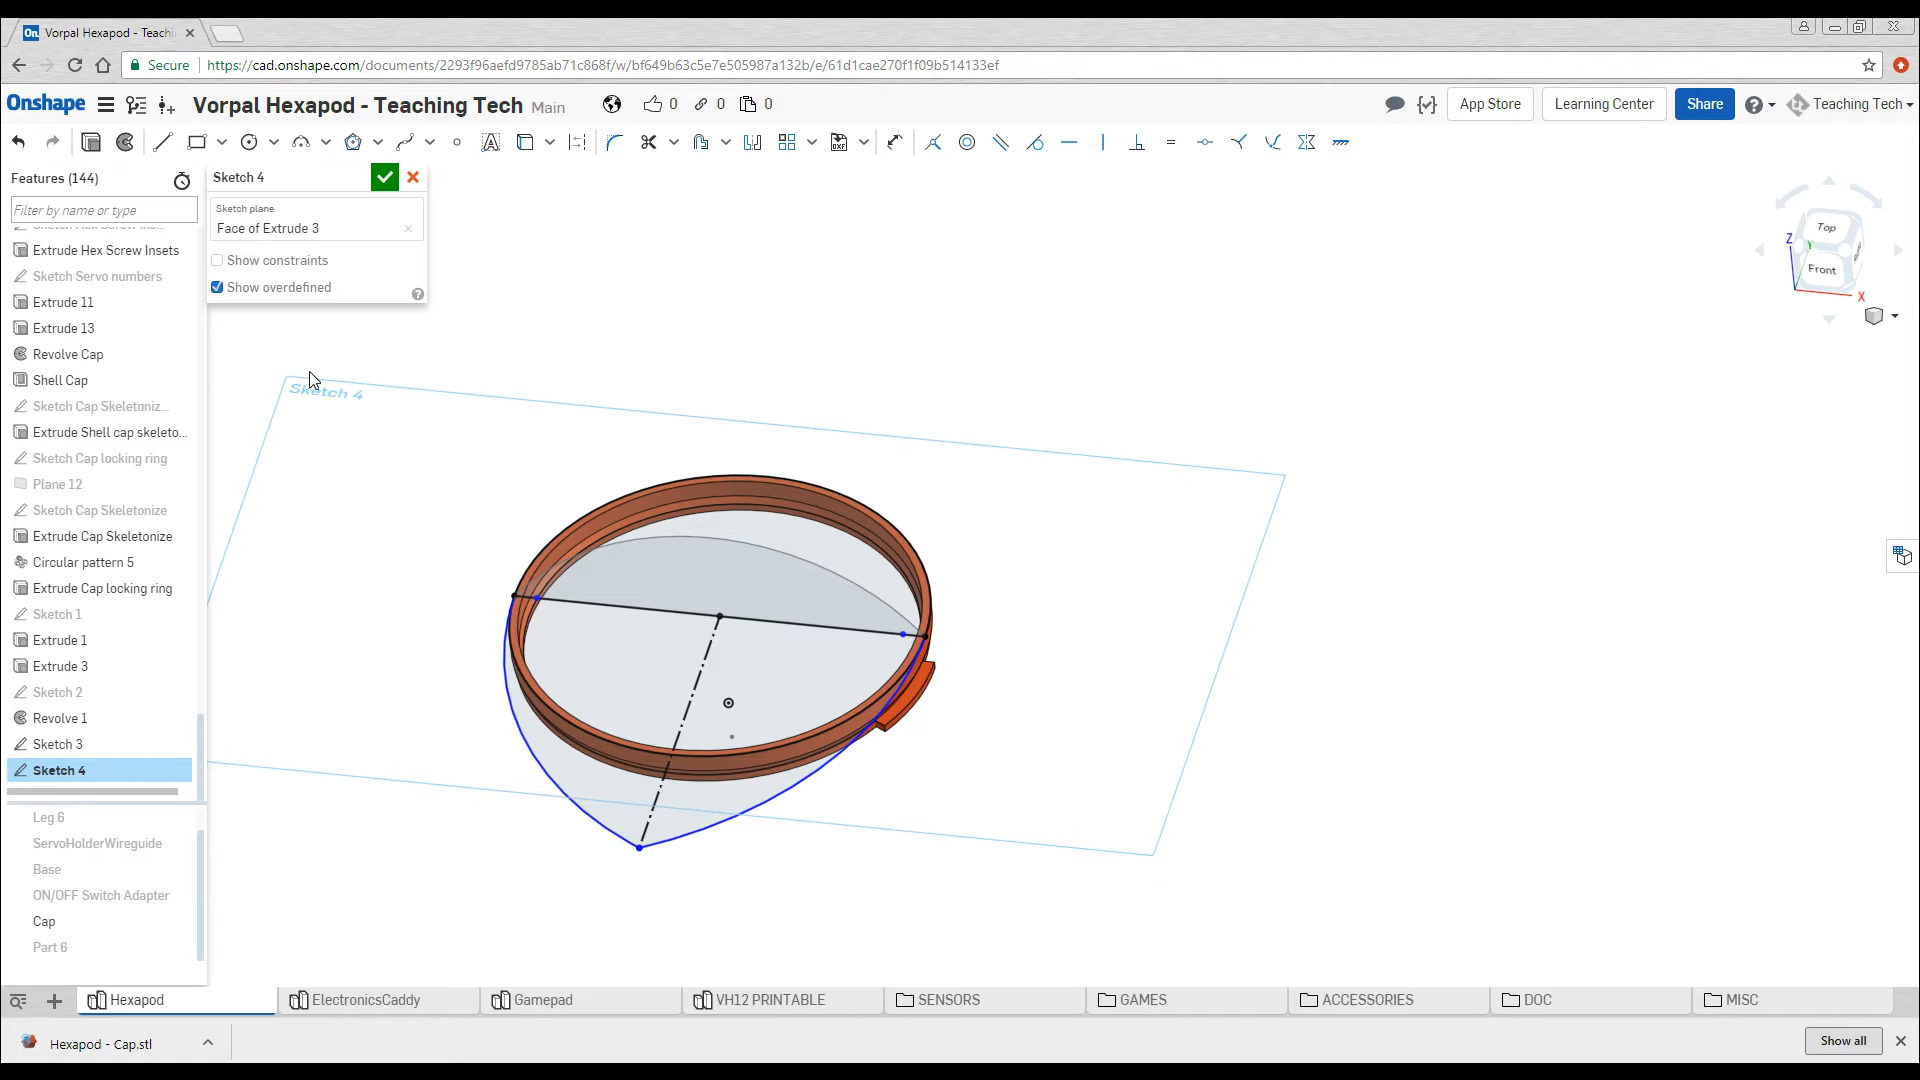 On. Vorpal Hexapod - Teachi
Secure https://cad.onshape.com/documents/2293f96aefd9785ab71c868f/w/bf649b63c5e7e505987a132b/e/61d1cae270f1f09b514133ef
Onshape Vorpal Hexapod - Teaching Tech Main 0 0 0 App Store Learning Center Share Teaching Tech
Features (144)
Filter by name or type
Sketch Hex Screw Ins...
Extrude Hex Screw Insets
Sketch Servo numbers
Extrude 11
Extrude 13
Revolve Cap
Shell Cap
Sketch Cap Skeletoniz...
Extrude Shell cap skeleto...
Sketch Cap locking ring
Plane 12
Sketch Cap Skeletonize
Extrude Cap Skeletonize
Circular pattern 5
Extrude Cap locking ring
Sketch 1
Extrude 1
Extrude 3
Sketch 2
Revolve 1
Sketch 3
Sketch 4
Leg 6
ServoHolderWireguide
Base
ON/OFF Switch Adapter
Cap
Part 6
Sketch 4
Sketch plane
Face of Extrude 3
Show constraints
Show overdefined
Sketch 4
Top
Z Y
Front
X
Hexapod ElectronicsCaddy Gamepad VH12 PRINTABLE SENSORS GAMES ACCESSORIES DOC MISC
Hexapod - Cap.stl Show all